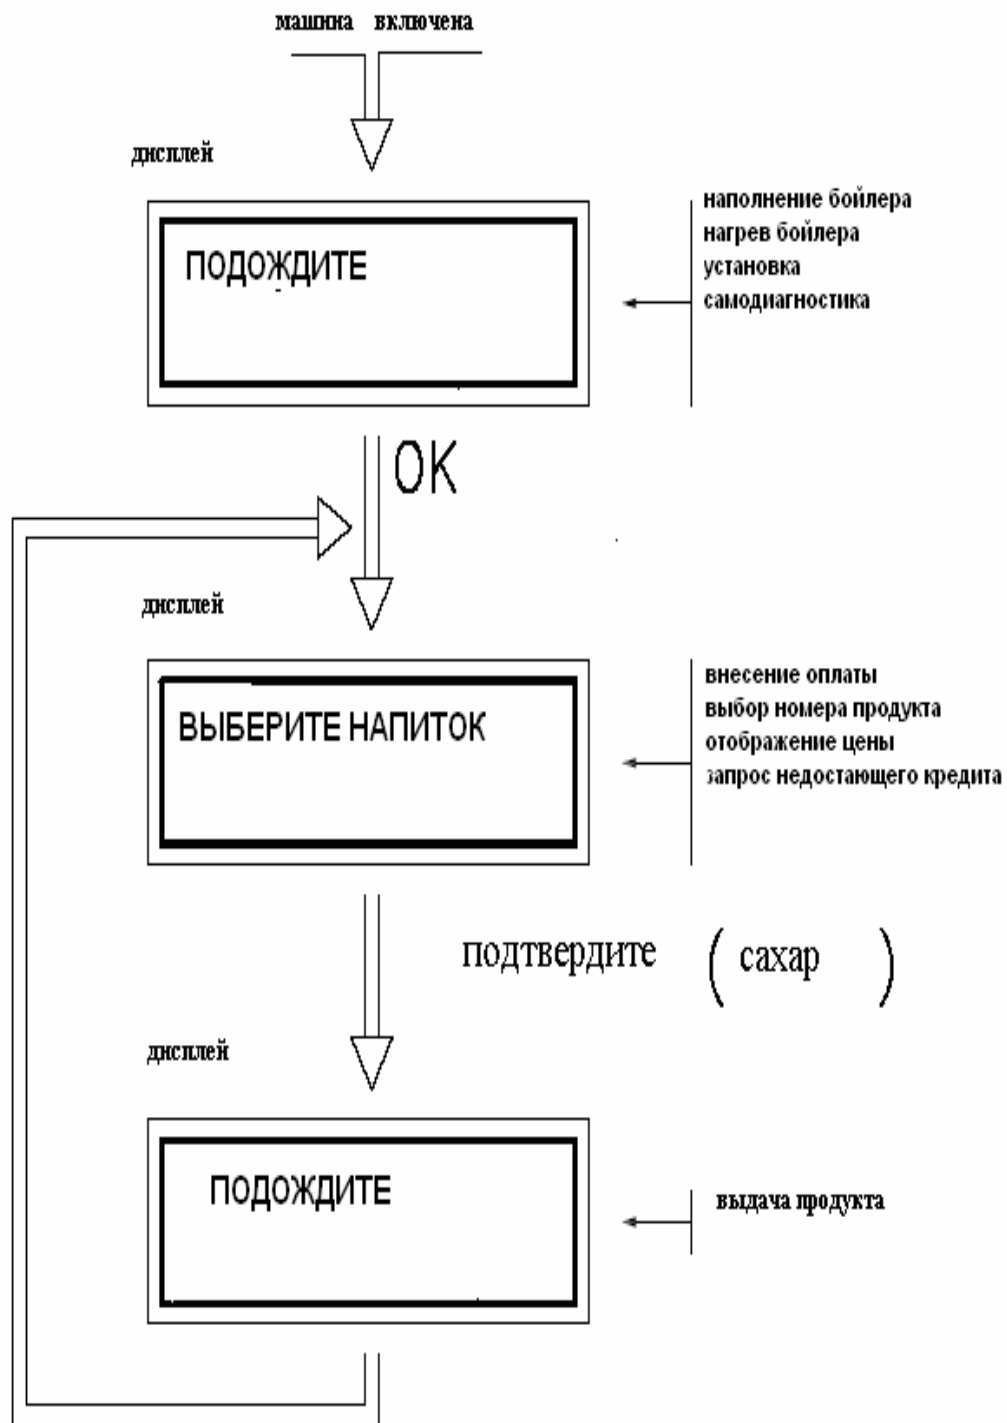 машина включена
дисплей
ПОДОЖДИТЕ
наполнение бойлера
нагрев бойлера
установка
самодиагностика
OK
дисплей
ВЫБЕРИТЕ НАПИТОК
внесение оплаты
выбор номера продукта
отображение цены
запрос недостающего кредита
подтвердите ( сахар )
дисплей
ПОДОЖДИТЕ
выдача продукта